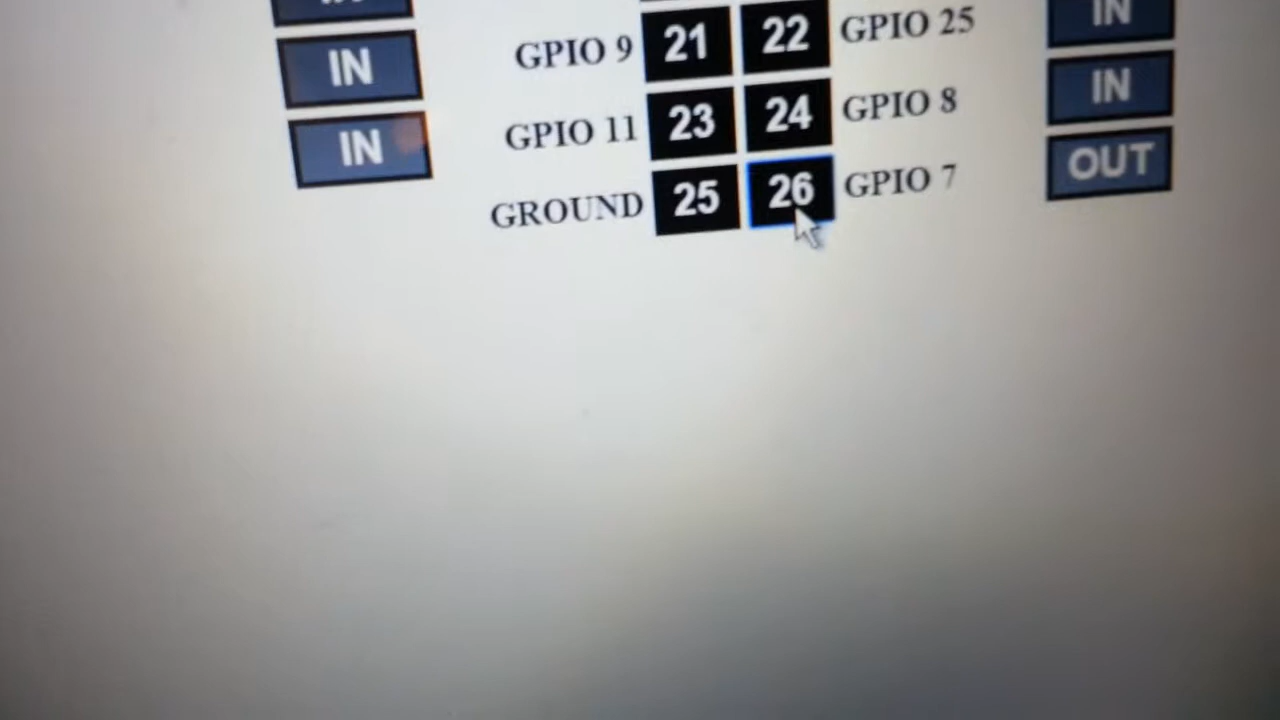 IN
IN GPIO 9 21 22 GPIO 25 IN
IN GPIO 11 23 24 GPIO 8 IN
GROUND 25 26 GPIO 7 OUT